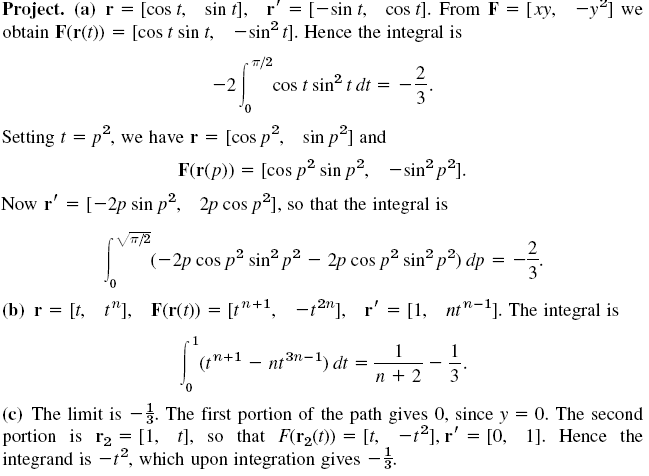 Project. (a) r = [cos t, sin t], r′ = [−sin t, cos t]. From F = [xy, −y²] we
obtain F(r(t)) = [cos t sin t, −sin² t]. Hence the integral is
−2 ∫₀^{π/2} cos t sin² t dt = −2/3.
Setting t = p², we have r = [cos p², sin p²] and
F(r(p)) = [cos p² sin p², −sin² p²].
Now r′ = [−2p sin p², 2p cos p²], so that the integral is
∫₀^{√π/2} (−2p cos p² sin² p² − 2p cos p² sin² p²) dp = −2/3.
(b) r = [t, tⁿ], F(r(t)) = [tⁿ⁺¹, −t²ⁿ], r′ = [1, ntⁿ⁻¹]. The integral is
∫₀¹ (tⁿ⁺¹ − nt³ⁿ⁻¹) dt = 1/(n + 2) − 1/3.
(c) The limit is −1/3. The first portion of the path gives 0, since y = 0. The second
portion is r₂ = [1, t], so that F(r₂(t)) = [t, −t²], r′ = [0, 1]. Hence the
integrand is −t², which upon integration gives −1/3.